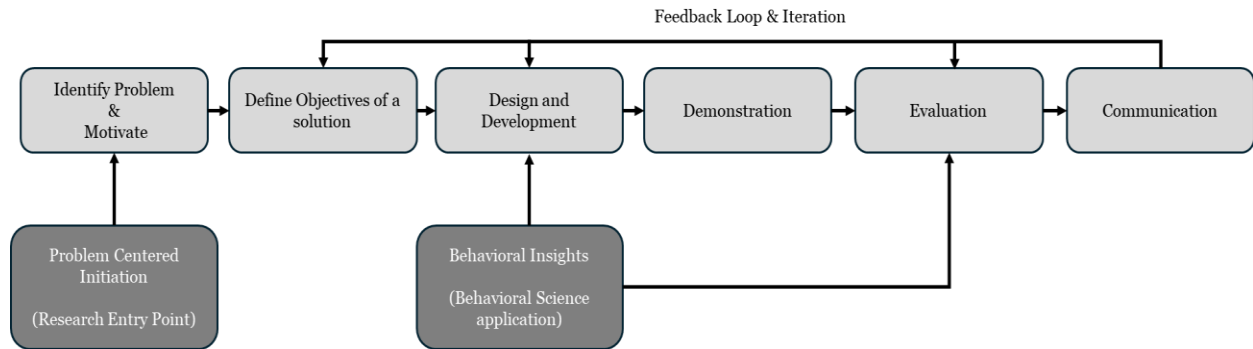 Feedback Loop & Iteration
Identify Problem
&
Motivate
Define Objectives of a
solution
Design and
Development
Demonstration
Evaluation
Communication
Problem Centered
Initiation
(Research Entry Point)
Behavioral Insights
(Behavioral Science
application)